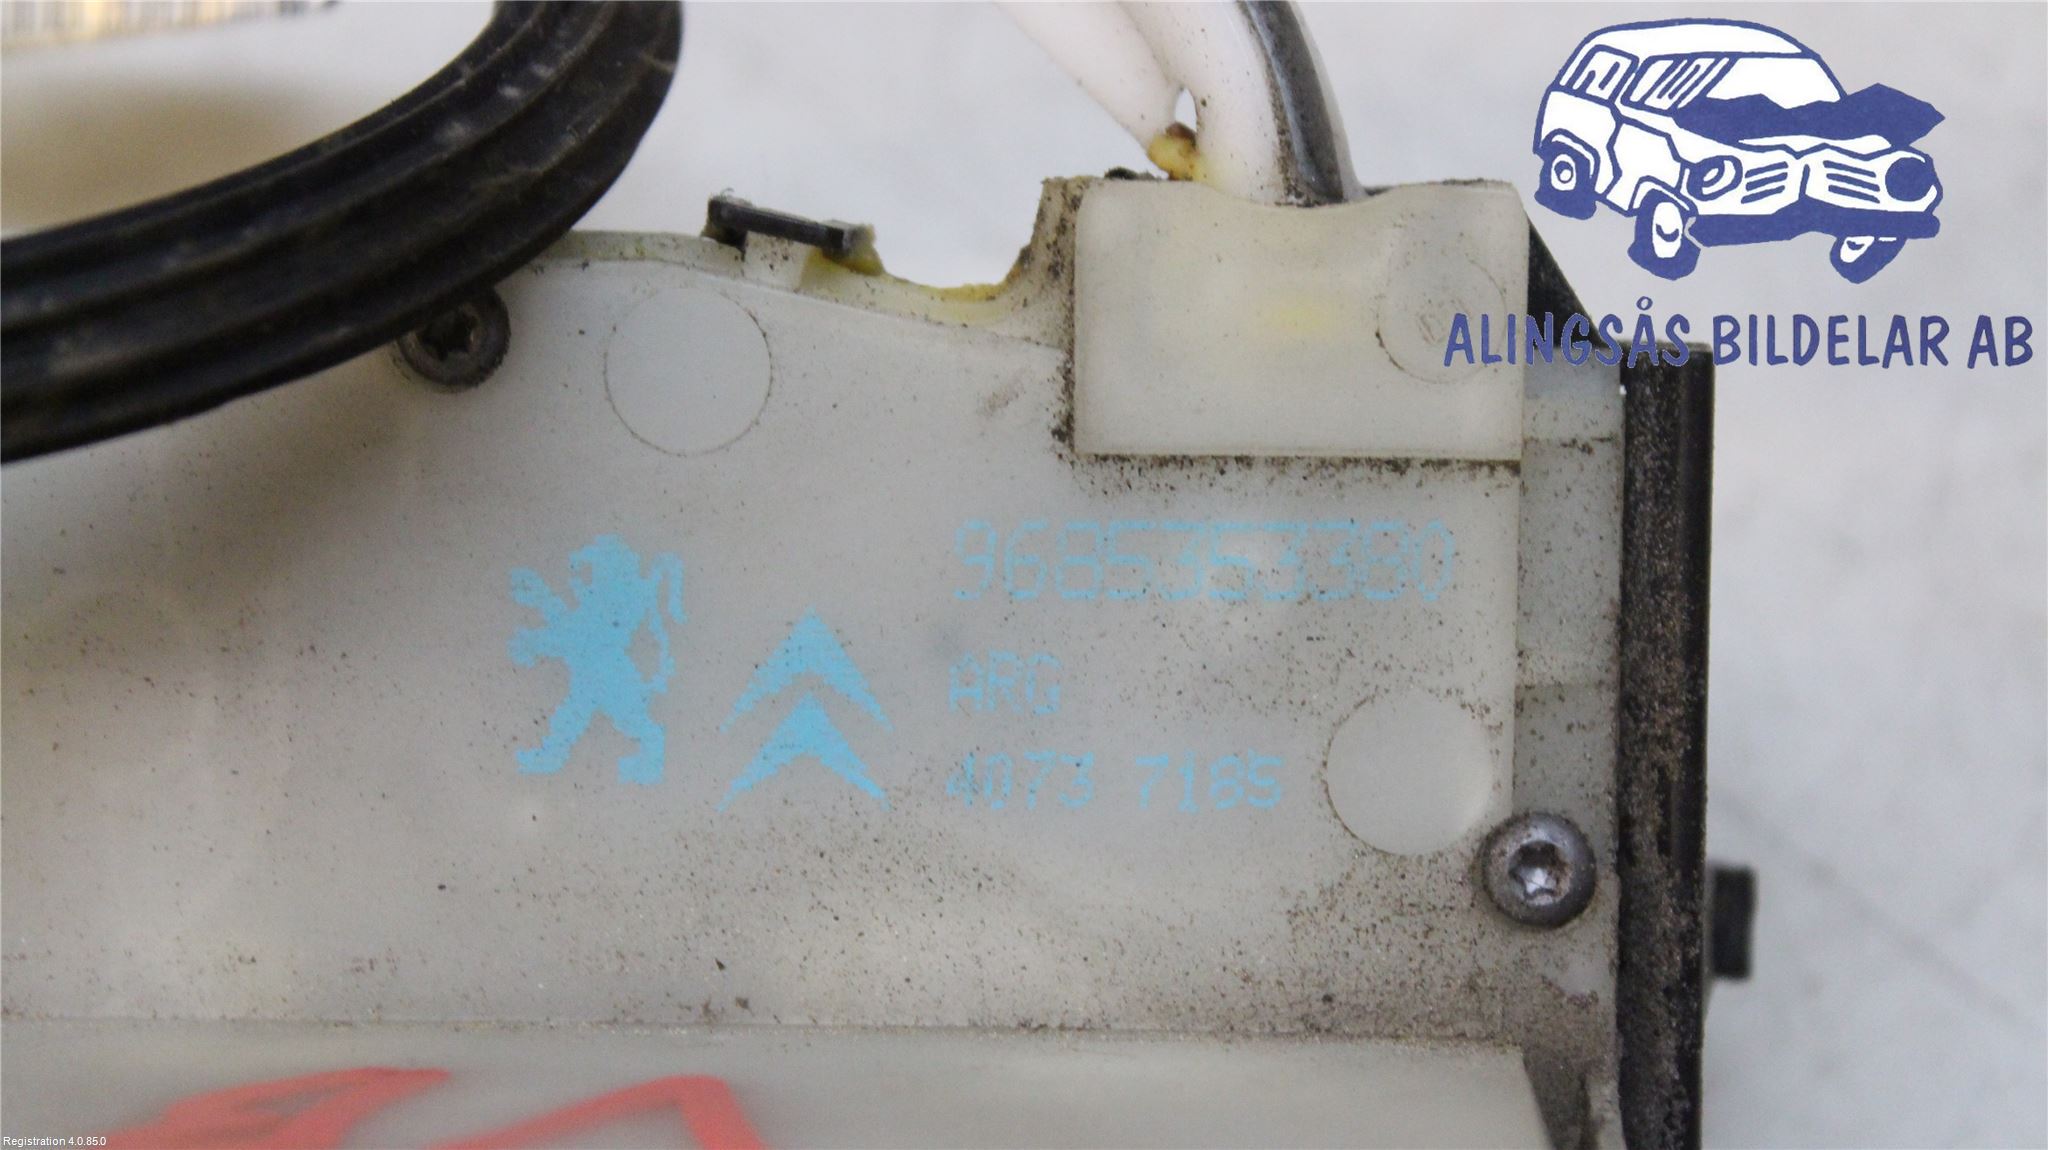 ALINGSÅS BILDELAR AB
9685353380
ARG
4073 7185
Registration 4.0.85.0